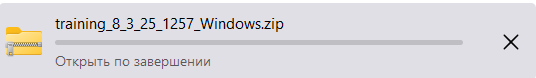 training_8_3_25_1257_Windows.zip
Открыть по завершении